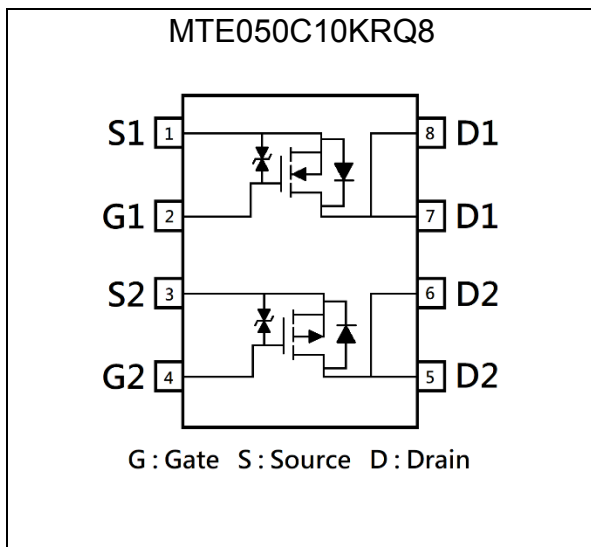 MTE050C10KRQ8
S1 1 8 D1
G1 2 7 D1
S2 3 6 D2
G2 4 5 D2
G : Gate S : Source D : Drain